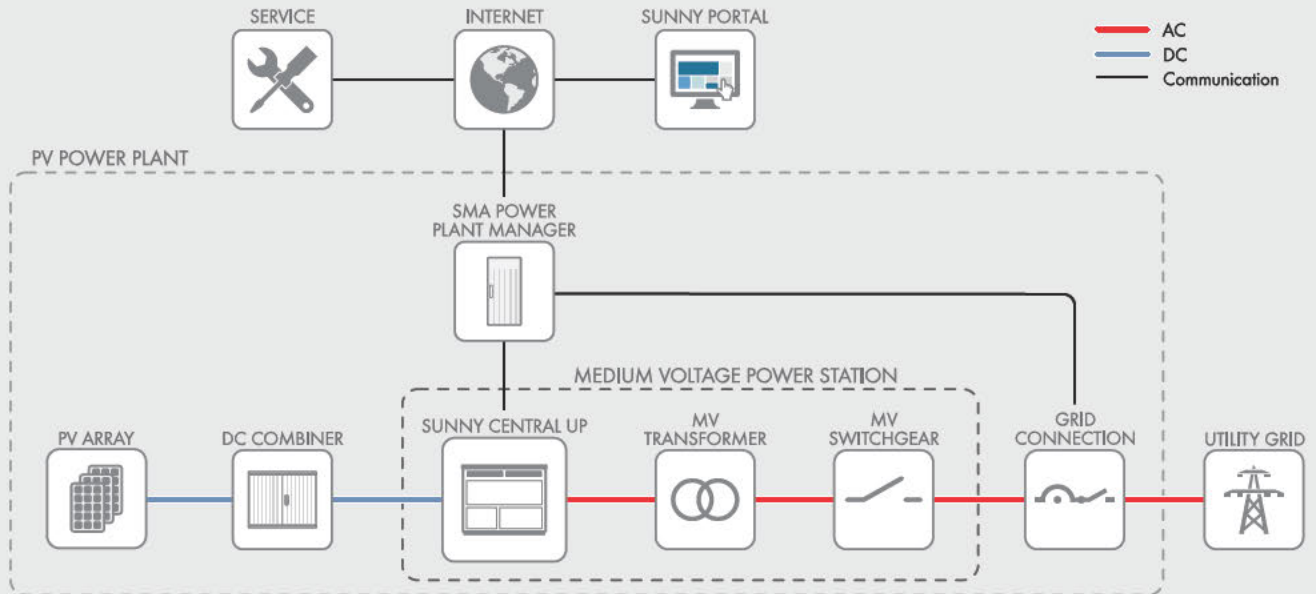 SERVICE
INTERNET
SUNNY PORTAL
AC
DC
Communication
PV POWER PLANT
SMA POWER
PLANT MANAGER
MEDIUM VOLTAGE POWER STATION
PV ARRAY
DC COMBINER
SUNNY CENTRAL UP
MV
TRANSFORMER
MV
SWITCHGEAR
GRID
CONNECTION
UTILITY GRID